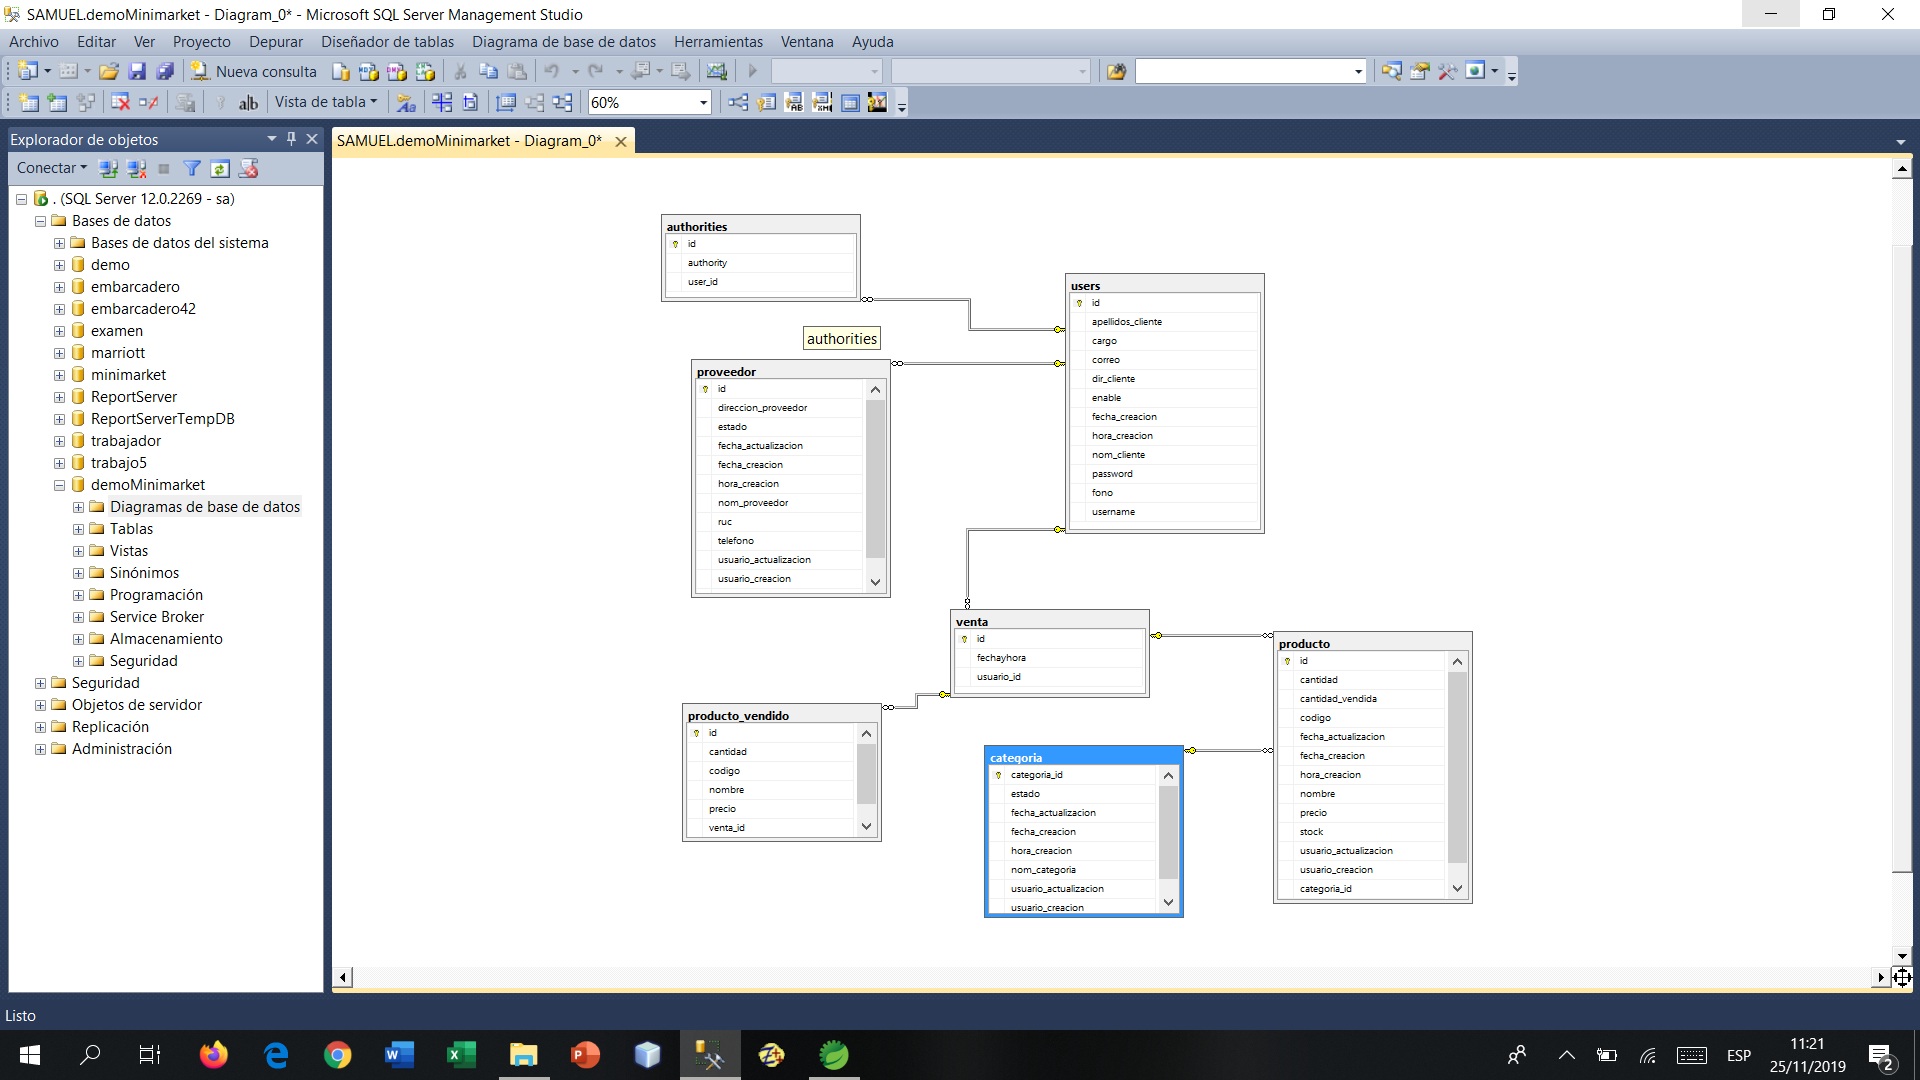 SAMUEL.demoMinimarket - Diagram_0* - Microsoft SQL Server Management Studio
Archivo Editar Ver Proyecto Depurar Diseñador de tablas Diagrama de base de datos Herramientas Ventana Ayuda
Nueva consulta
Vista de tabla
60%
Explorador de objetos
Conectar
. (SQL Server 12.0.2269 - sa)
Bases de datos
Bases de datos del sistema
demo
embarcadero
embarcadero42
examen
marriott
minimarket
ReportServer
ReportServerTempDB
trabajador
trabajo5
demoMinimarket
Diagramas de base de datos
Tablas
Vistas
Sinónimos
Programación
Service Broker
Almacenamiento
Seguridad
Seguridad
Objetos de servidor
Replicación
Administración
SAMUEL.demoMinimarket - Diagram_0*
authorities
id
authority
user_id
authorities
users
id
apellidos_cliente
cargo
correo
dir_cliente
enable
fecha_creacion
hora_creacion
nom_cliente
password
fono
username
proveedor
id
direccion_proveedor
estado
fecha_actualizacion
fecha_creacion
hora_creacion
nom_proveedor
ruc
telefono
usuario_actualizacion
usuario_creacion
venta
id
fechayhora
usuario_id
producto
id
cantidad
cantidad_vendida
codigo
fecha_actualizacion
fecha_creacion
hora_creacion
nombre
precio
stock
usuario_actualizacion
usuario_creacion
categoria_id
producto_vendido
id
cantidad
codigo
nombre
precio
venta_id
categoria
categoria_id
estado
fecha_actualizacion
fecha_creacion
hora_creacion
nom_categoria
usuario_actualizacion
usuario_creacion
Listo
ESP
11:21
25/11/2019
2